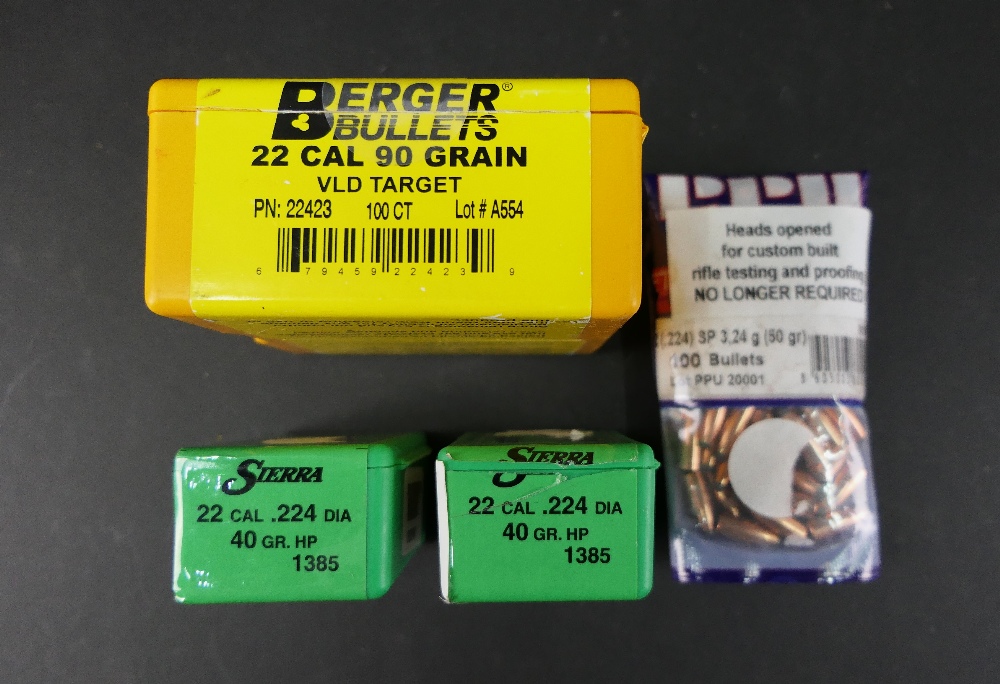 BERGER®
BULLETS
22 CAL 90 GRAIN
VLD TARGET
PN: 22423 100 CT Lot # A554
6 79459 22423 9
Heads opened
for custom built
rifle testing and proofing
NO LONGER REQUIRED
(.224) SP 3,24 g (50 gr)
100 Bullets
PPU 20001
SIERRA
22 CAL .224 DIA
40 GR. HP
1385
SIERRA
22 CAL .224 DIA
40 GR. HP
1385